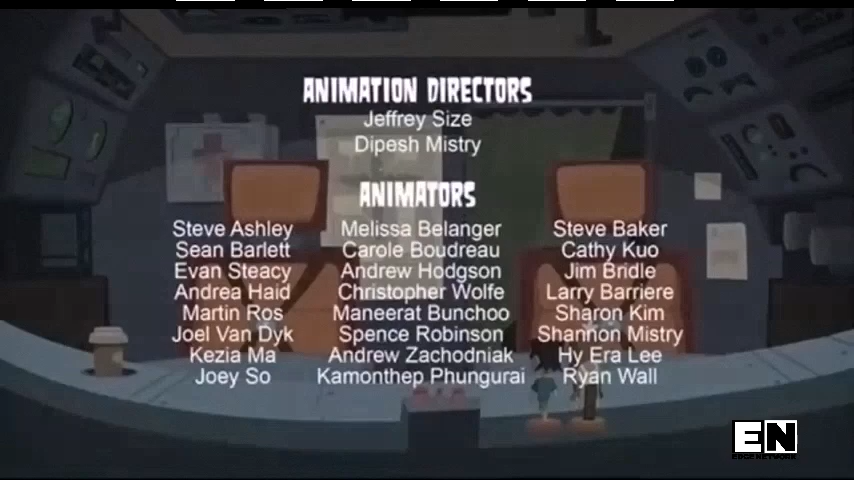 ANIMATION DIRECTORS
Jeffrey Size
Dipesh Mistry
ANIMATORS
Steve Ashley Melissa Belanger Steve Baker
Sean Barlett Carole Boudreau Cathy Kuo
Evan Steacy Andrew Hodgson Jim Bridle
Andrea Haid Christopher Wolfe Larry Barriere
Martin Ros Maneerat Bunchoo Sharon Kim
Joel Van Dyk Spence Robinson Shannon Mistry
Kezia Ma Andrew Zachodniak Hy Era Lee
Joey So Kamonthep Phungurai Ryan Wall
EN